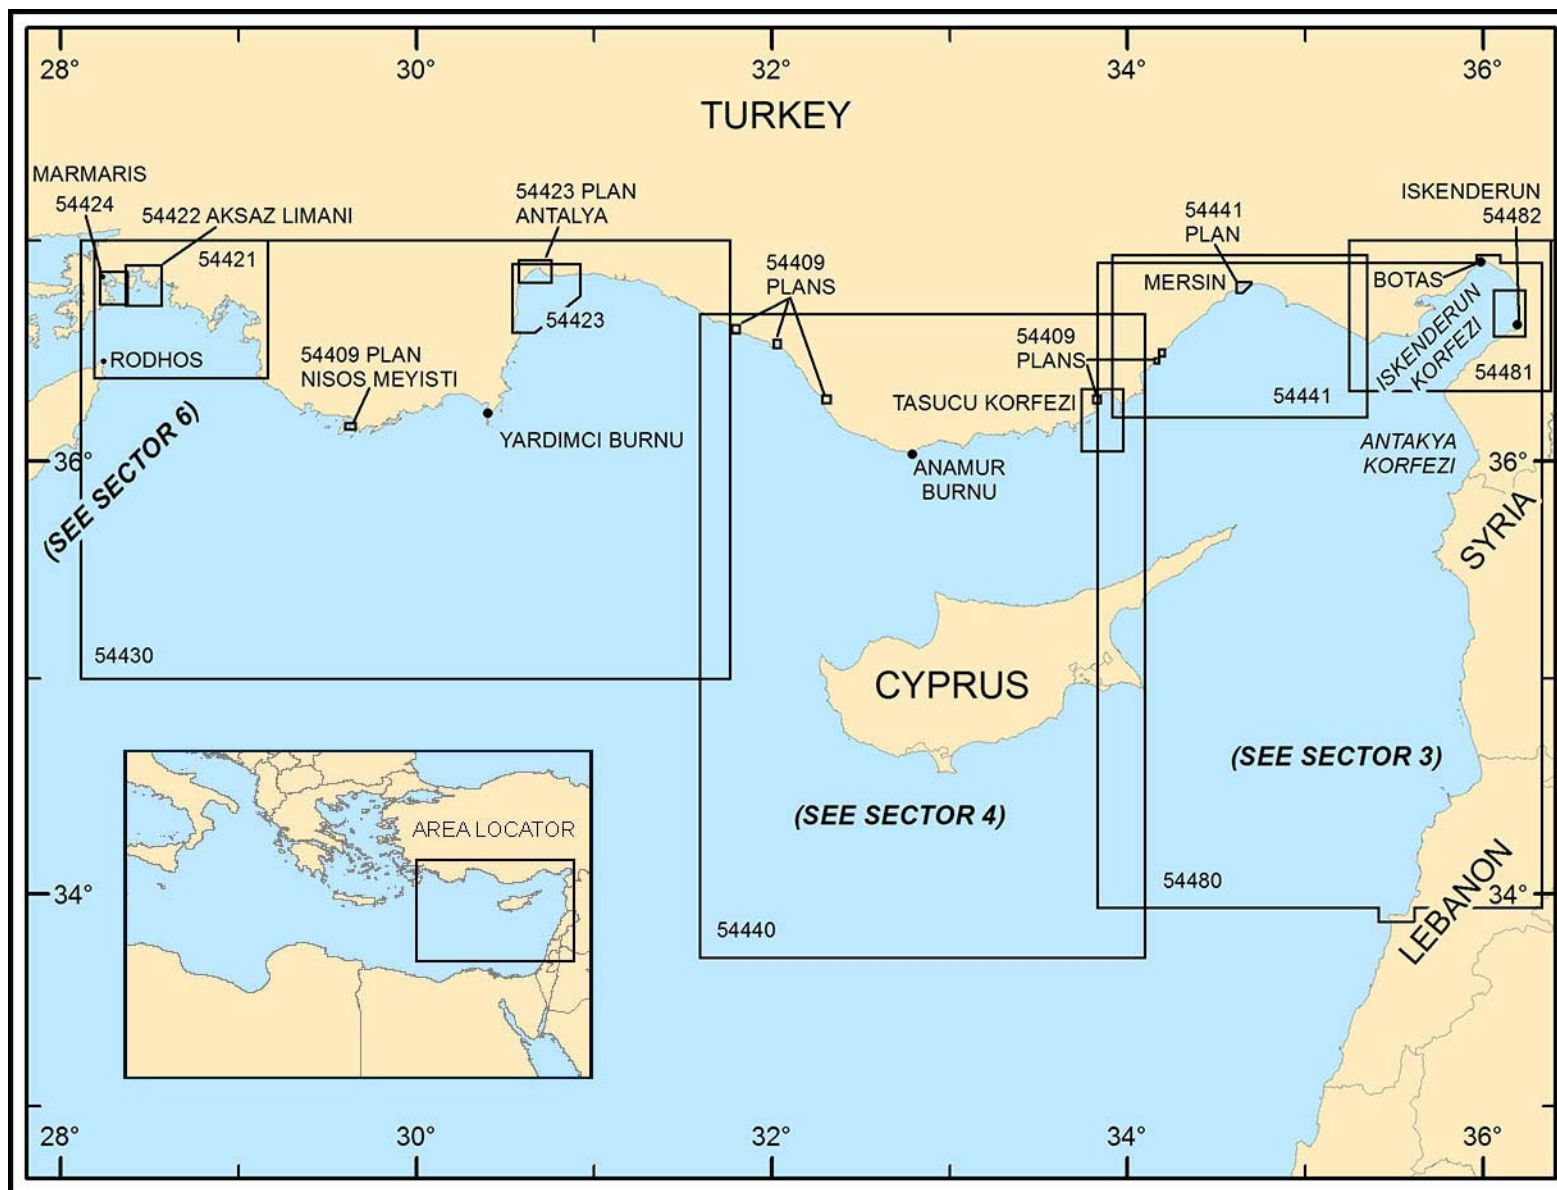 28°
30°
32°
34°
36°
TURKEY
MARMARIS
54424
54422 AKSAZ LIMANI
54421
54423 PLAN
ANTALYA
54423
54409
PLANS
54441
PLAN
MERSIN
ISKENDERUN
54482
BOTAS
ISKENDERUN
KORFEZI
54481
RODHOS
54409 PLAN
NISOS MEYISTI
YARDIMCI BURNU
54409
PLANS
TASUCU KORFEZI
54441
ANTAKYA
KORFEZI
36°
36°
ANAMUR
BURNU
(SEE SECTOR 6)
SYRIA
54430
CYPRUS
(SEE SECTOR 3)
(SEE SECTOR 4)
AREA LOCATOR
34°
54480
34°
LEBANON
54440
28°
30°
32°
34°
36°